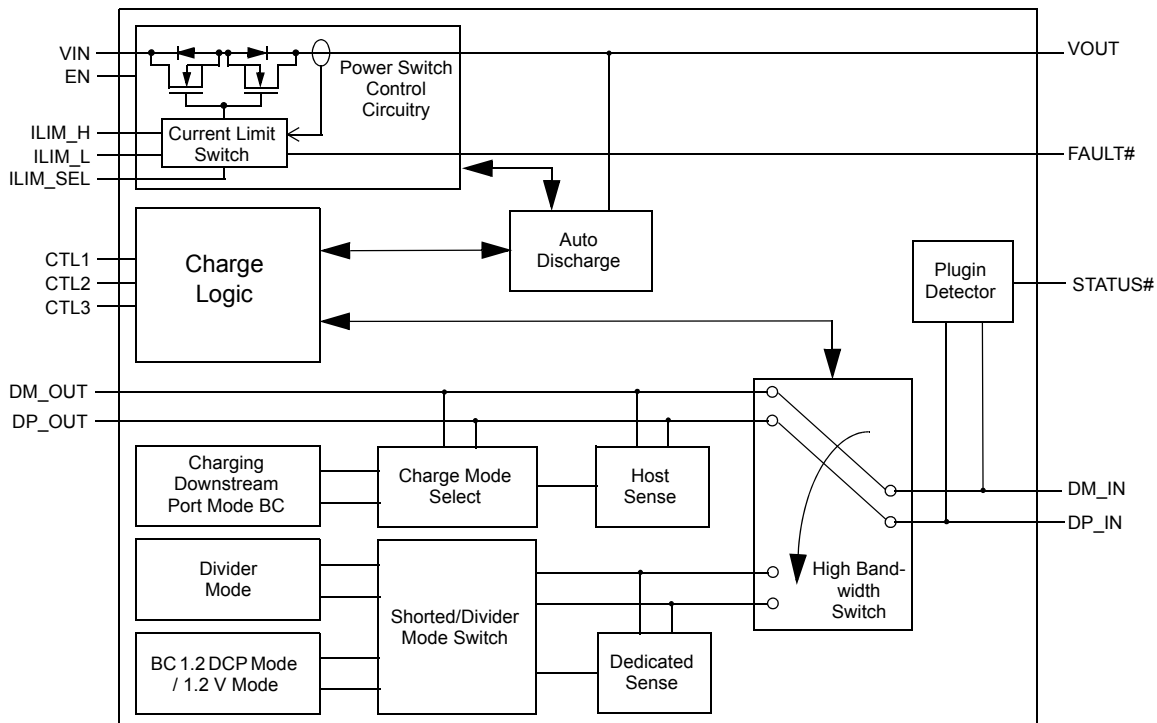 VIN
EN
ILIM_H
ILIM_L
ILIM_SEL
Power Switch
Control
Circuitry
Current Limit
Switch
VOUT
FAULT#
CTL1
CTL2
CTL3
Charge
Logic
Auto
Discharge
Plugin
Detector
STATUS#
DM_OUT
DP_OUT
Charging
Downstream
Port Mode BC
Charge Mode
Select
Host
Sense
DM_IN
DP_IN
Divider
Mode
Shorted/Divider
Mode Switch
High Band-
width
Switch
BC 1.2 DCP Mode
/ 1.2 V Mode
Dedicated
Sense